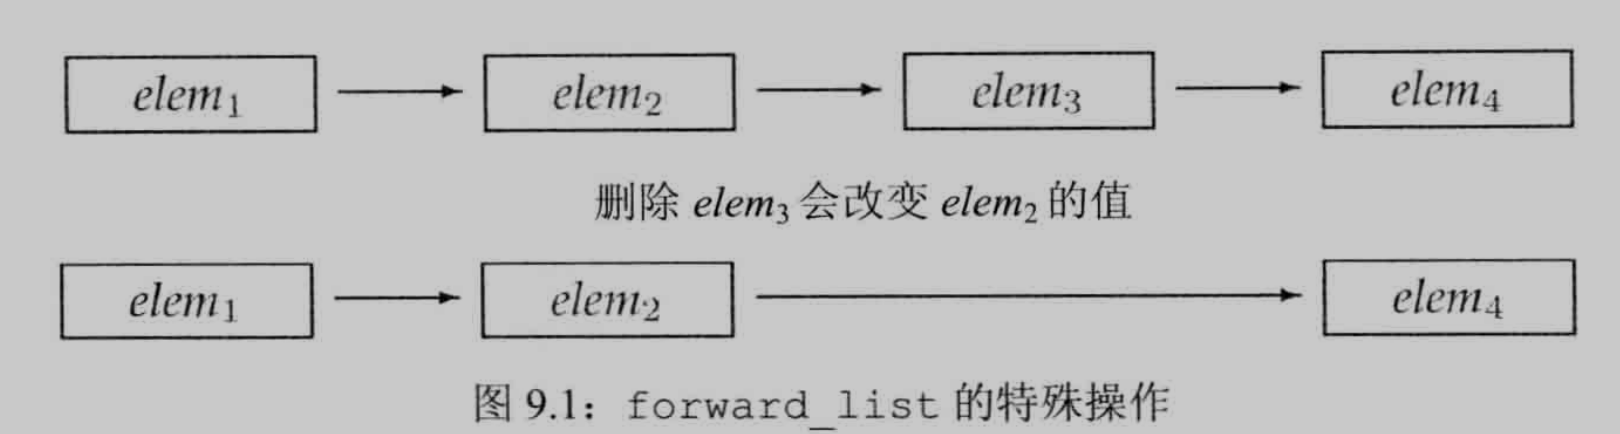 elem₁ elem₂ elem₃ elem₄
删除 elem₃ 会改变 elem₂ 的值
elem₁ elem₂ elem₄
图 9.1：forward_list 的特殊操作